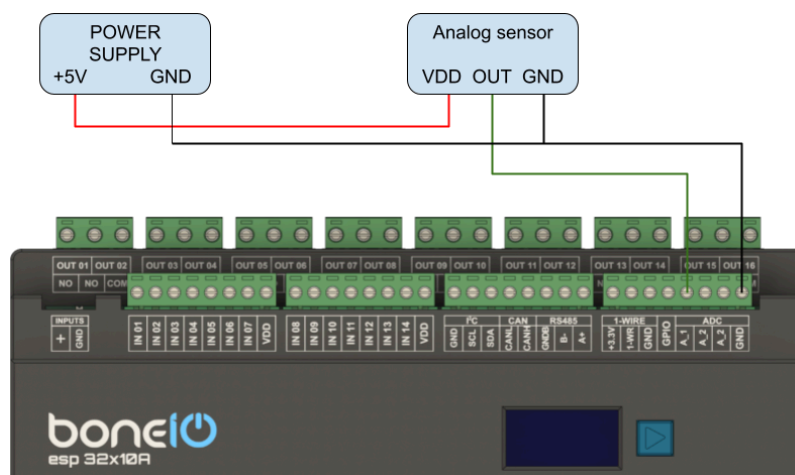 POWER
SUPPLY
+5V GND
Analog sensor
VDD OUT GND
OUT 01 OUT 02 OUT 03 OUT 04 OUT 05 OUT 06 OUT 07 OUT 08 OUT 09 OUT 10 OUT 11 OUT 12 OUT 13 OUT 14 OUT 15 OUT 16
NO NO COM
INPUTS
+ GND
IN 01 IN 02 IN 03 IN 04 IN 05 IN 06 IN 07 VDD
IN 08 IN 09 IN 10 IN 11 IN 12 IN 13 IN 14 VDD
I²C CAN RS485
GND SCL SDA CANL CANH GNDB B- A+
1-WIRE ADC
+3.3V 1-WIRE GND GPIO A_1 A_2 A_2 GND
boneIO
esp 32x10A